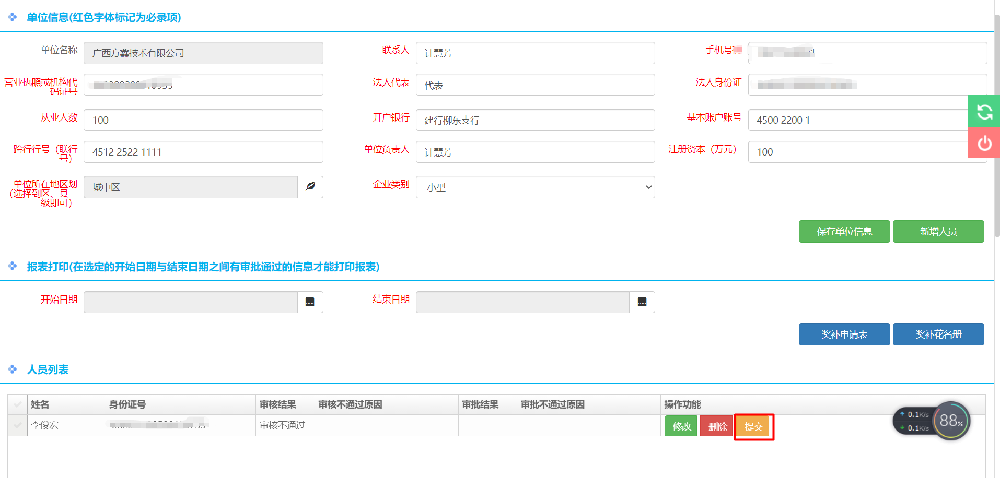 单位信息(红色字体标记为必录项)
单位名称
广西方鑫技术有限公司
联系人
计慧芳
手机号
营业执照或机构代
码证号
法人代表
代表
法人身份证
从业人数
100
开户银行
建行柳东支行
基本账户账号
4500 2200 1
跨行行号（联行
号）
4512 2522 1111
单位负责人
计慧芳
注册资本（万元）
100
单位所在地区划
(选择到区、县一
级即可）
城中区
企业类别
小型
保存单位信息
新增人员
报表打印(在选定的开始日期与结束日期之间有审批通过的信息才能打印报表)
开始日期
结束日期
奖补申请表
奖补花名册
人员列表
姓名 身份证号 审核结果 审核不通过原因 审批结果 审批不通过原因 操作功能
李俊宏 审核不通过 修改 删除 提交
0.1K/s
0.1K/s
88%